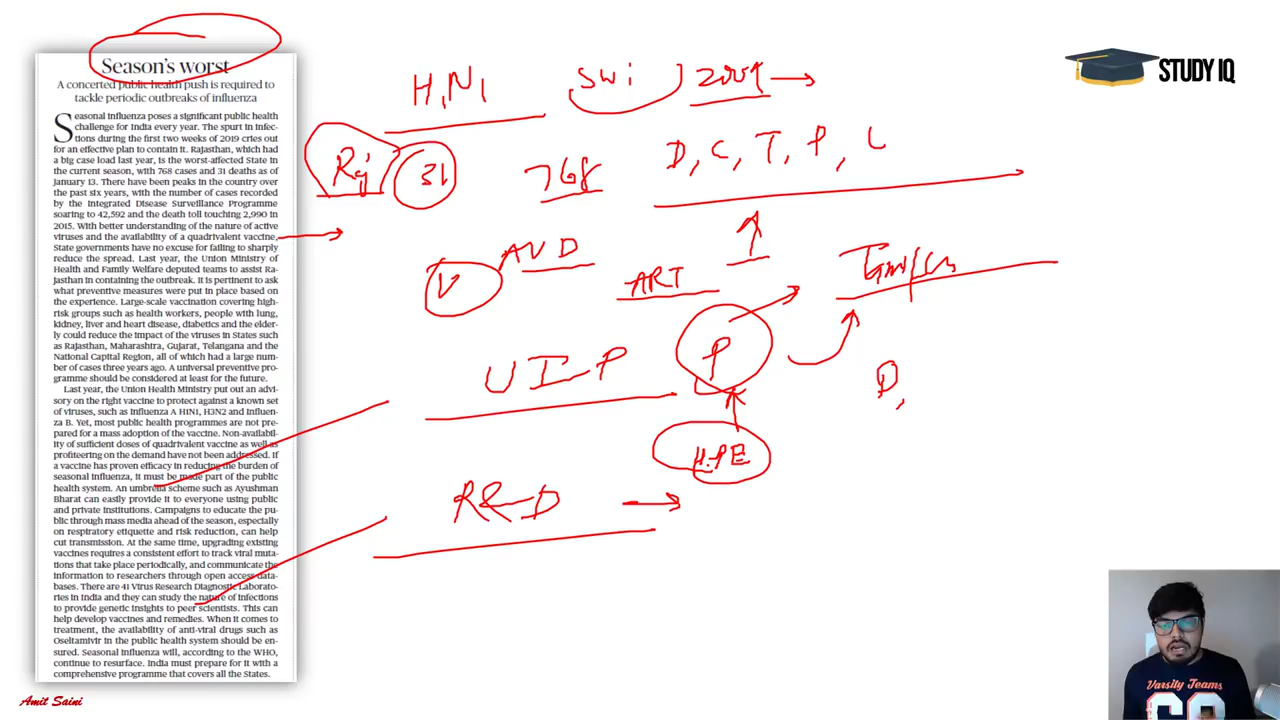 Season's worst
A concerted public health push is required to
tackle periodic outbreaks of influenza
Seasonal influenza poses a significant public health
challenge for India every year. The spurt in infec-
tions during the first two weeks of 2019 cries out
for an effective plan to contain it. Rajasthan, which had
a big case load last year, is the worst-affected State in
the current season, with 768 cases and 31 deaths as of
January 13. There have been peaks in the country over
the past six years, with the number of cases recorded
by the Integrated Disease Surveillance Programme
soaring to 42,592 and the death toll touching 2,990 in
2015. With better understanding of the nature of active
viruses and the availability of a quadrivalent vaccine,
State governments have no excuse for failing to sharply
reduce the spread. Last year, the Union Ministry of
Health and Family Welfare deputed teams to assist Ra-
jasthan in containing the outbreak. It is pertinent to ask
what preventive measures were put in place based on
the experience. Large-scale vaccination covering high-
risk groups such as health workers, people with lung,
kidney, liver and heart disease, diabetics and the elder-
ly could reduce the impact of the viruses in States such
as Rajasthan, Maharashtra, Gujarat, Telangana and the
National Capital Region, all of which had a large num-
ber of cases three years ago. A universal preventive pro-
gramme should be considered at least for the future.
Last year, the Union Health Ministry put out an advi-
sory on the right vaccine to protect against a known set
of viruses, such as Influenza A H1N1, H3N2 and Influen-
za B. Yet, most public health programmes are not pre-
pared for a mass adoption of the vaccine. Non-availabili-
ty of sufficient doses of quadrivalent vaccine as well as
profiteering on the demand have not been addressed. If
a vaccine has proven efficacy in reducing the burden of
seasonal influenza, it must be made part of the public
health system. An umbrella scheme such as Ayushman
Bharat can easily provide it to everyone using public
and private institutions. Campaigns to educate the pu-
blic through mass media ahead of the season, especially
on respiratory etiquette and risk reduction, can help
cut transmission. At the same time, upgrading existing
vaccines requires a consistent effort to track viral muta-
tions that take place periodically, and communicate the
information to researchers through open access data-
bases. There are 41 Virus Research Diagnostic Laborato-
ries in India and they can study the nature of infections
to provide genetic insights to peer scientists. This can
help develop vaccines and remedies. When it comes to
treatment, the availability of anti-viral drugs such as
Oseltamivir in the public health system should be en-
sured. Seasonal influenza will, according to the WHO,
continue to resurface. India must prepare for it with a
comprehensive programme that covers all the States.
Amit Saini
H1N1 Swi 2009
Raj 31 768 D, C, T, P, L
V AVD ART
UIP P
D,
H.PE
R&D
STUDY IQ
VARSITY TEAMS